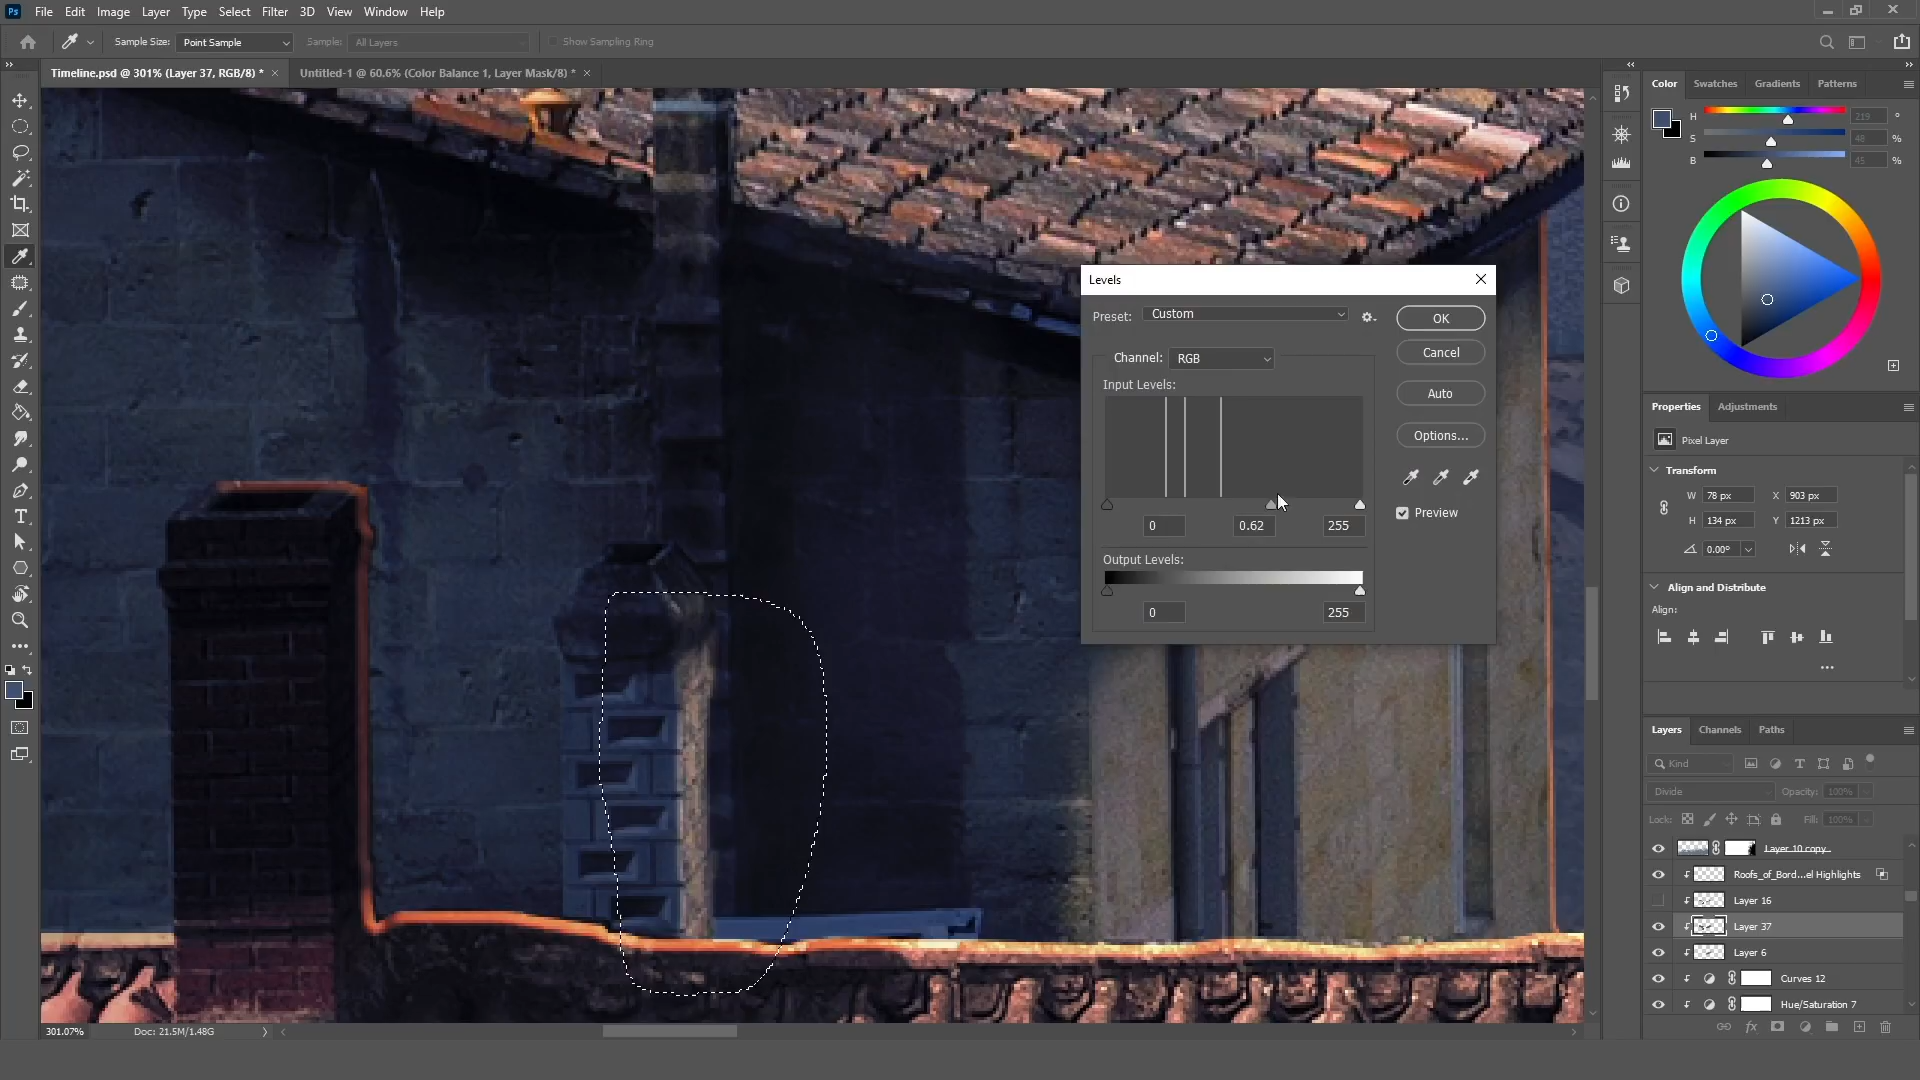 Ps File Edit Image Layer Type Select Filter 3D View Window Help
Sample Size: Point Sample Sample: All Layers Show Sampling Ring
Timeline.psd @ 301% (Layer 37, RGB/8) * Untitled-1 @ 60.6% (Color Balance 1, Layer Mask/8) *
Color Swatches Gradients Patterns
H 219 °
S 48 %
B 45 %
Levels
Preset: Custom
OK
Channel: RGB
Cancel
Input Levels:
Auto
Options...
0 0.62 255
Preview
Output Levels:
0 255
Properties Adjustments
Pixel Layer
Transform
W 78 px X 903 px
H 134 px Y 1213 px
0.00°
Align and Distribute
Align:
Layers Channels Paths
Kind
Divide Opacity: 100%
Lock: Fill: 100%
Layer 10 copy
Roofs_of_Bord...el Highlights
Layer 16
Layer 37
Layer 6
Curves 12
Hue/Saturation 7
301.07% Doc: 21.5M/1.48G